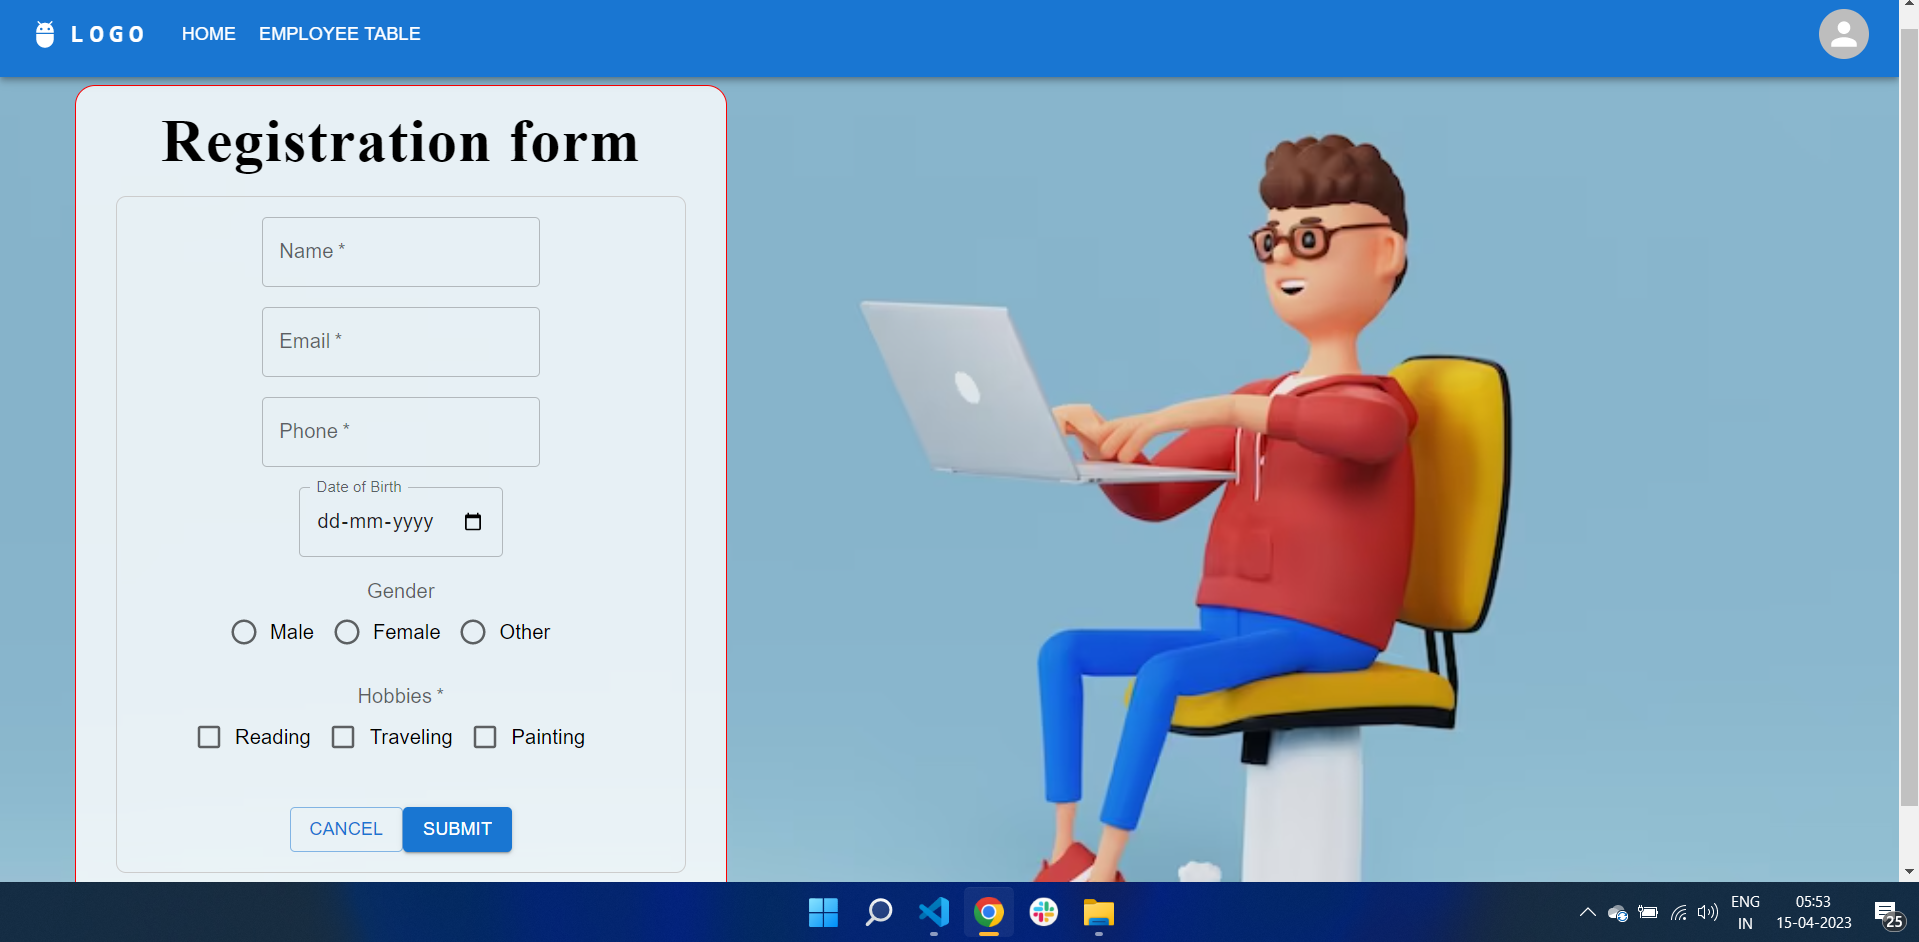 LOGO HOME EMPLOYEE TABLE
Registration form
Name *
Email *
Phone *
Date of Birth
dd-mm-yyyy
Gender
Male Female Other
Hobbies *
Reading Traveling Painting
CANCEL SUBMIT
ENG 05:53
IN 15-04-2023 25